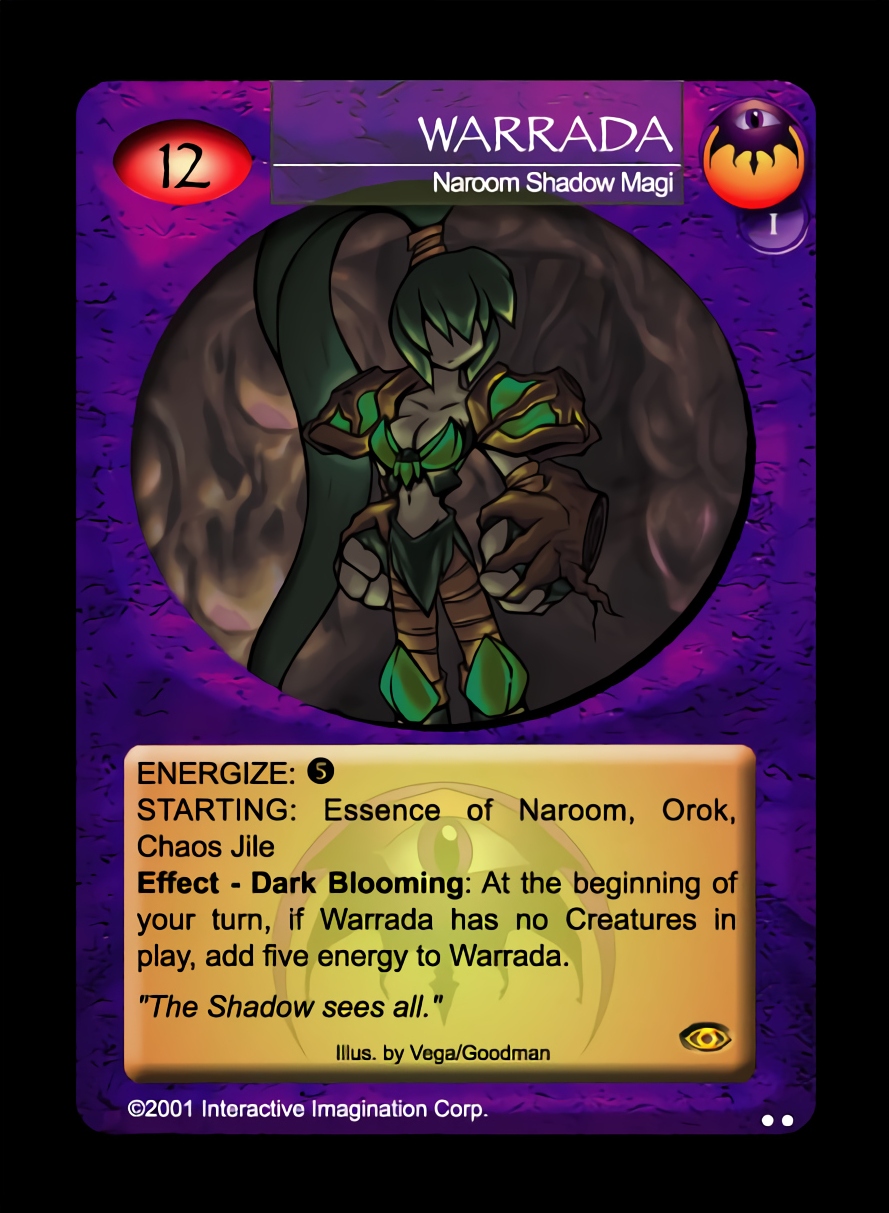 12
WARRADA
Naroom Shadow Magi
I
ENERGIZE: 5
STARTING: Essence of Naroom, Orok,
Chaos Jile
Effect - Dark Blooming: At the beginning of
your turn, if Warrada has no Creatures in
play, add five energy to Warrada.
"The Shadow sees all."
Illus. by Vega/Goodman
©2001 Interactive Imagination Corp.